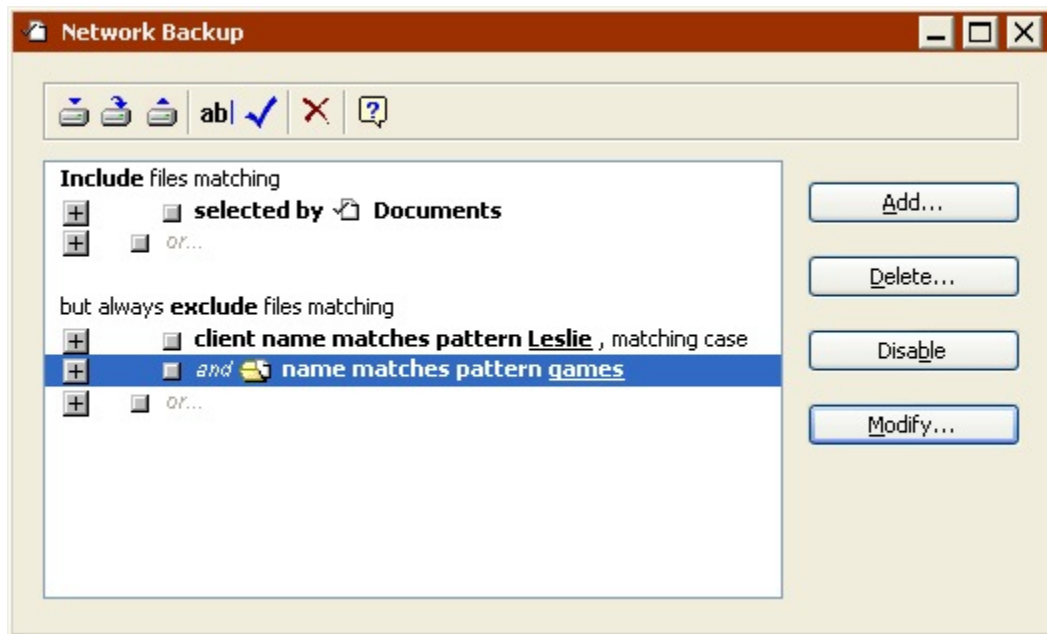 Network Backup
ab|
Include files matching
selected by Documents
or...
but always exclude files matching
client name matches pattern Leslie , matching case
and name matches pattern games
or...
Add...
Delete...
Disable
Modify...